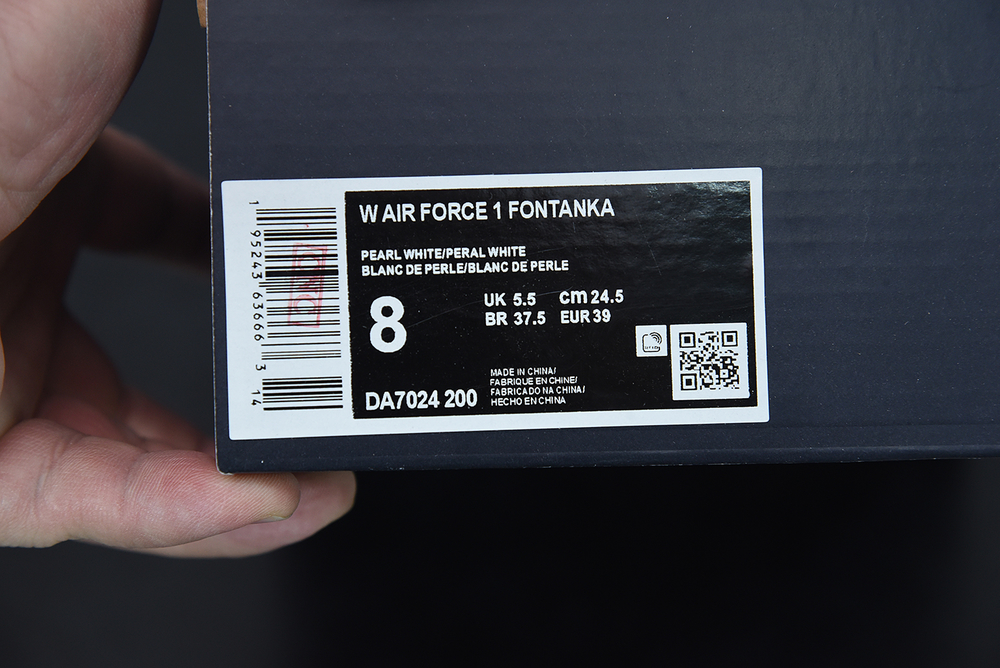 W AIR FORCE 1 FONTANKA
PEARL WHITE/PERAL WHITE
BLANC DE PERLE/BLANC DE PERLE
8
UK 5.5 cm 24.5
BR 37.5 EUR 39
DA7024 200
MADE IN CHINA/
FABRIQUE EN CHINE/
FABRICADO NA CHINA/
HECHO EN CHINA
1 95243 63666 3 14